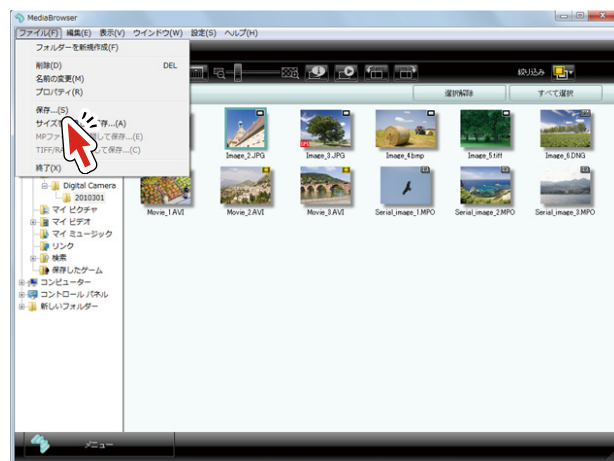 MediaBrowser
ファイル(F) 編集(E) 表示(V) ウインドウ(W) 設定(S) ヘルプ(H)
フォルダーを新規作成(F)
削除(D) DEL
名前の変更(M)
プロパティ(R)
保存...(S)
サイズを 存...(A)
MPフ して保存...(E)
TIFF/RA して保存...(C)
終了(X)
絞り込み
選択解除 すべて選択
Image_2.JPG Image_3.JPG Image_4.bmp Image_5.tiff Image_6.DNG
Movie_1.AVI Movie_2.AVI Movie_3.AVI Serial_image_1.MPO Serial_image_2.MPO Serial_image_3.MPO
Digital Camera
2010301
マイ ピクチャ
マイ ビデオ
マイ ミュージック
リンク
検索
保存したゲーム
コンピューター
コントロール パネル
新しいフォルダー
メニュー